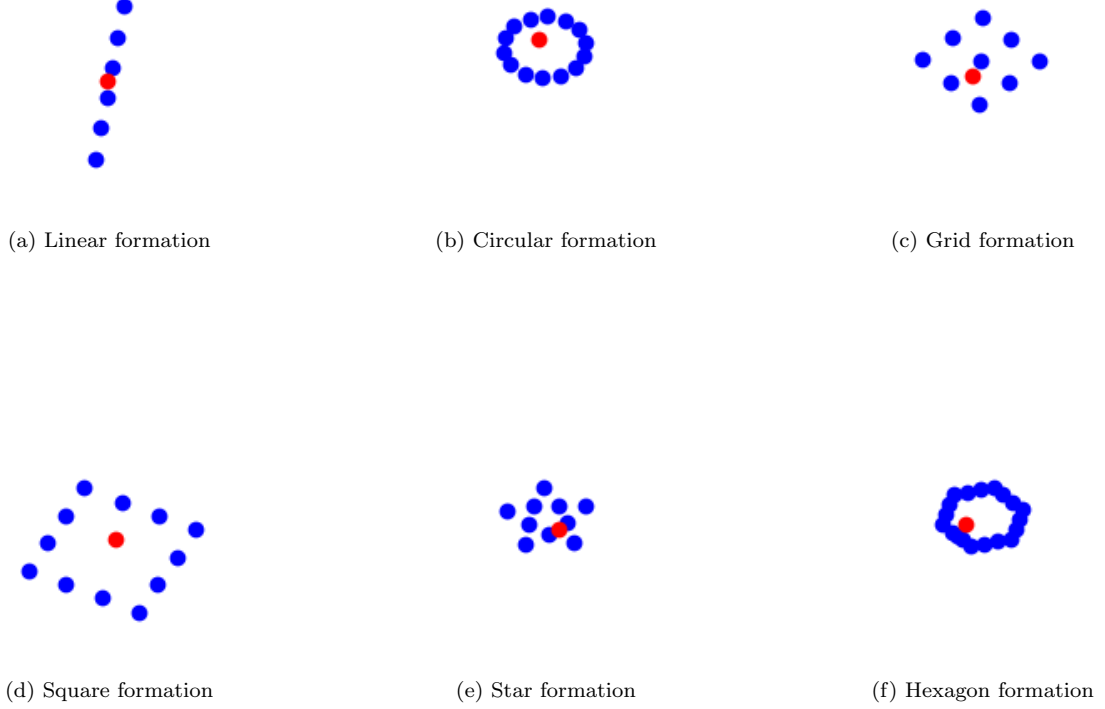 (a) Linear formation
(b) Circular formation
(c) Grid formation
(d) Square formation
(e) Star formation
(f) Hexagon formation